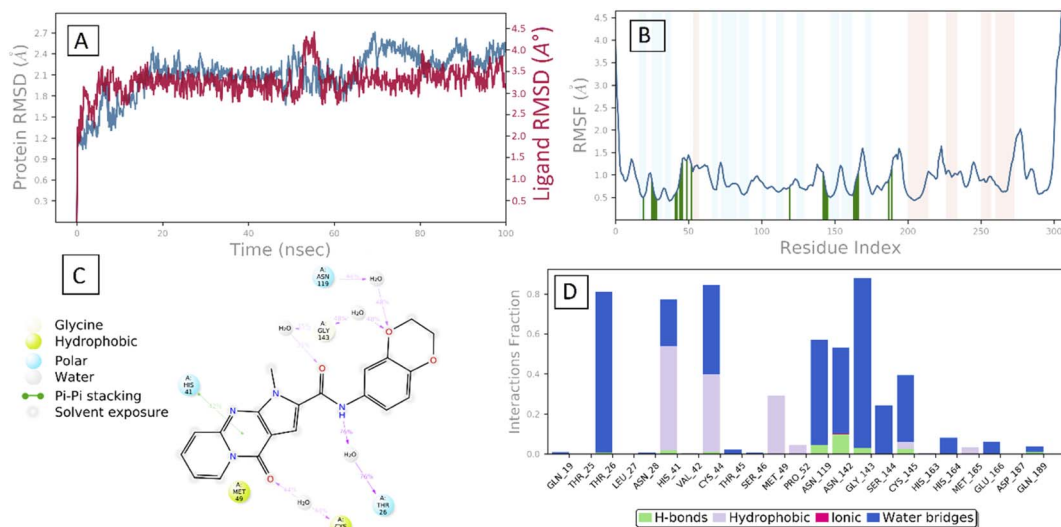 A
Protein RMSD (Å)
2.7
2.4
2.1
1.8
1.5
1.2
0.9
0.6
0.3
4.5
4.0
3.5
3.0
2.5
2.0
1.5
1.0
0.5
0.0
Ligand RMSD (A°)
0 20 40 60 80 100
Time (nsec)
B
RMSF (Å)
4.5
4.0
3.5
3.0
2.5
2.0
1.5
1.0
0.5
0 50 100 150 200 250 300
Residue Index
C
Glycine
Hydrophobic
Polar
Water
Pi-Pi stacking
Solvent exposure
A:
ASN
119
H₂O
H₂O
A:
GLY
143
H₂O
A:
HIS
41
N
N
N
O
O
O
O
N
H
H₂O
A:
THR
26
A:
MET
49
H₂O
A:
CYS
D
Interactions Fraction
0.8
0.6
0.4
0.2
0.0
GLN_19
THR_25
THR_26
LEU_27
ASN_28
HIS_41
VAL_42
CYS_44
THR_45
SER_46
MET_49
PRO_52
ASN_119
ASN_142
GLY_143
SER_144
CYS_145
HIS_163
HIS_164
MET_165
GLU_166
ASP_187
GLN_189
H-bonds Hydrophobic Ionic Water bridges